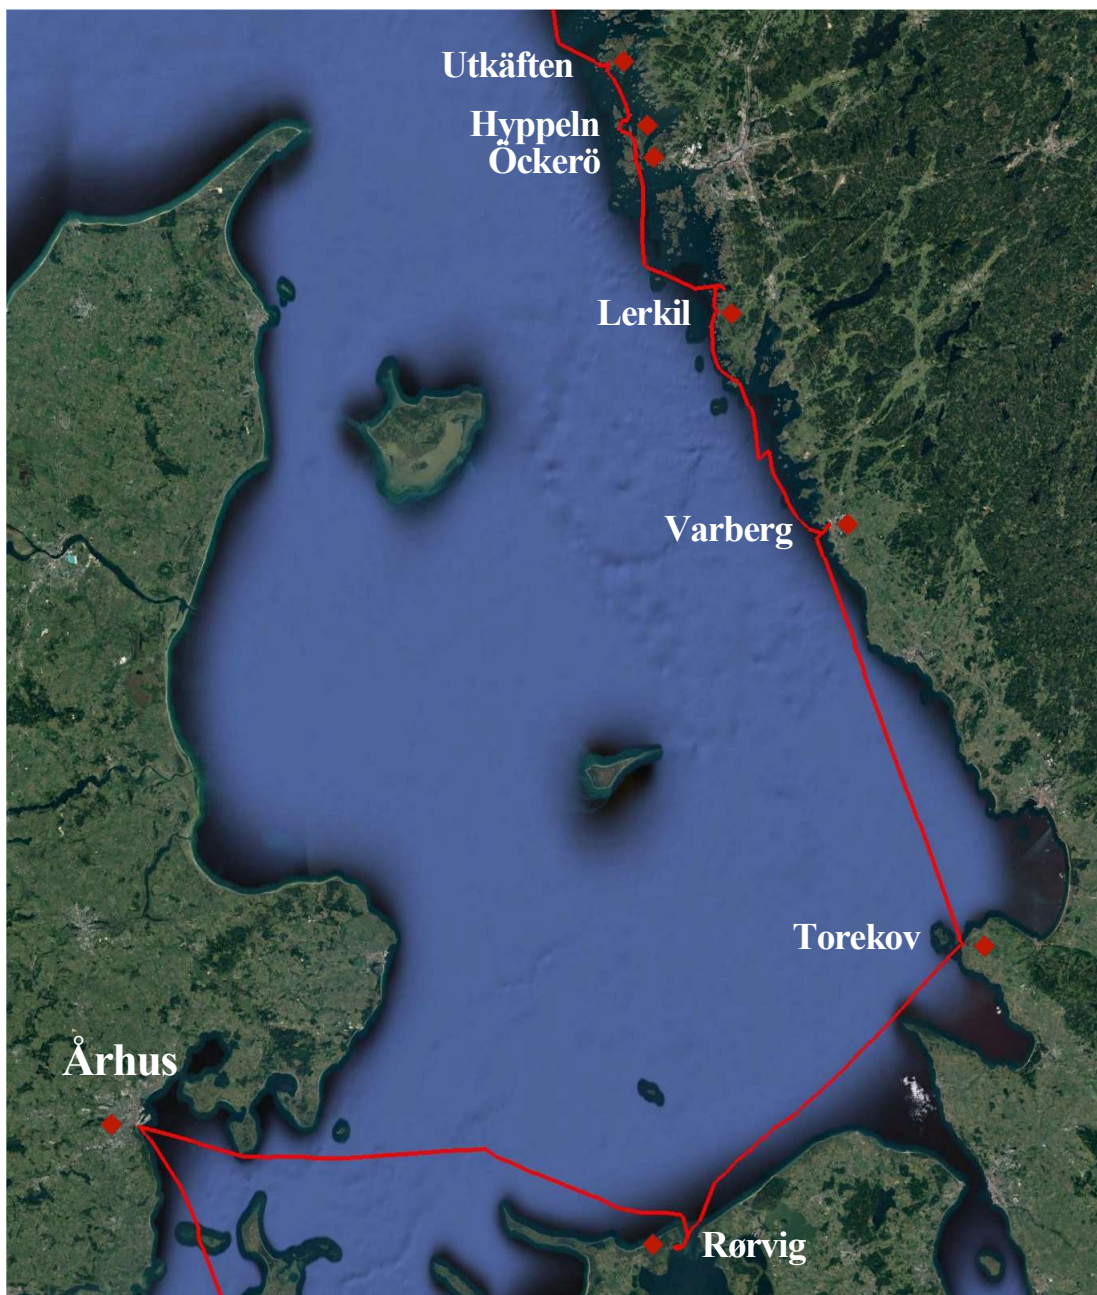 Utkäften
Hyppeln
Öckerö
Lerkil
Varberg
Torekov
Århus
Rørvig